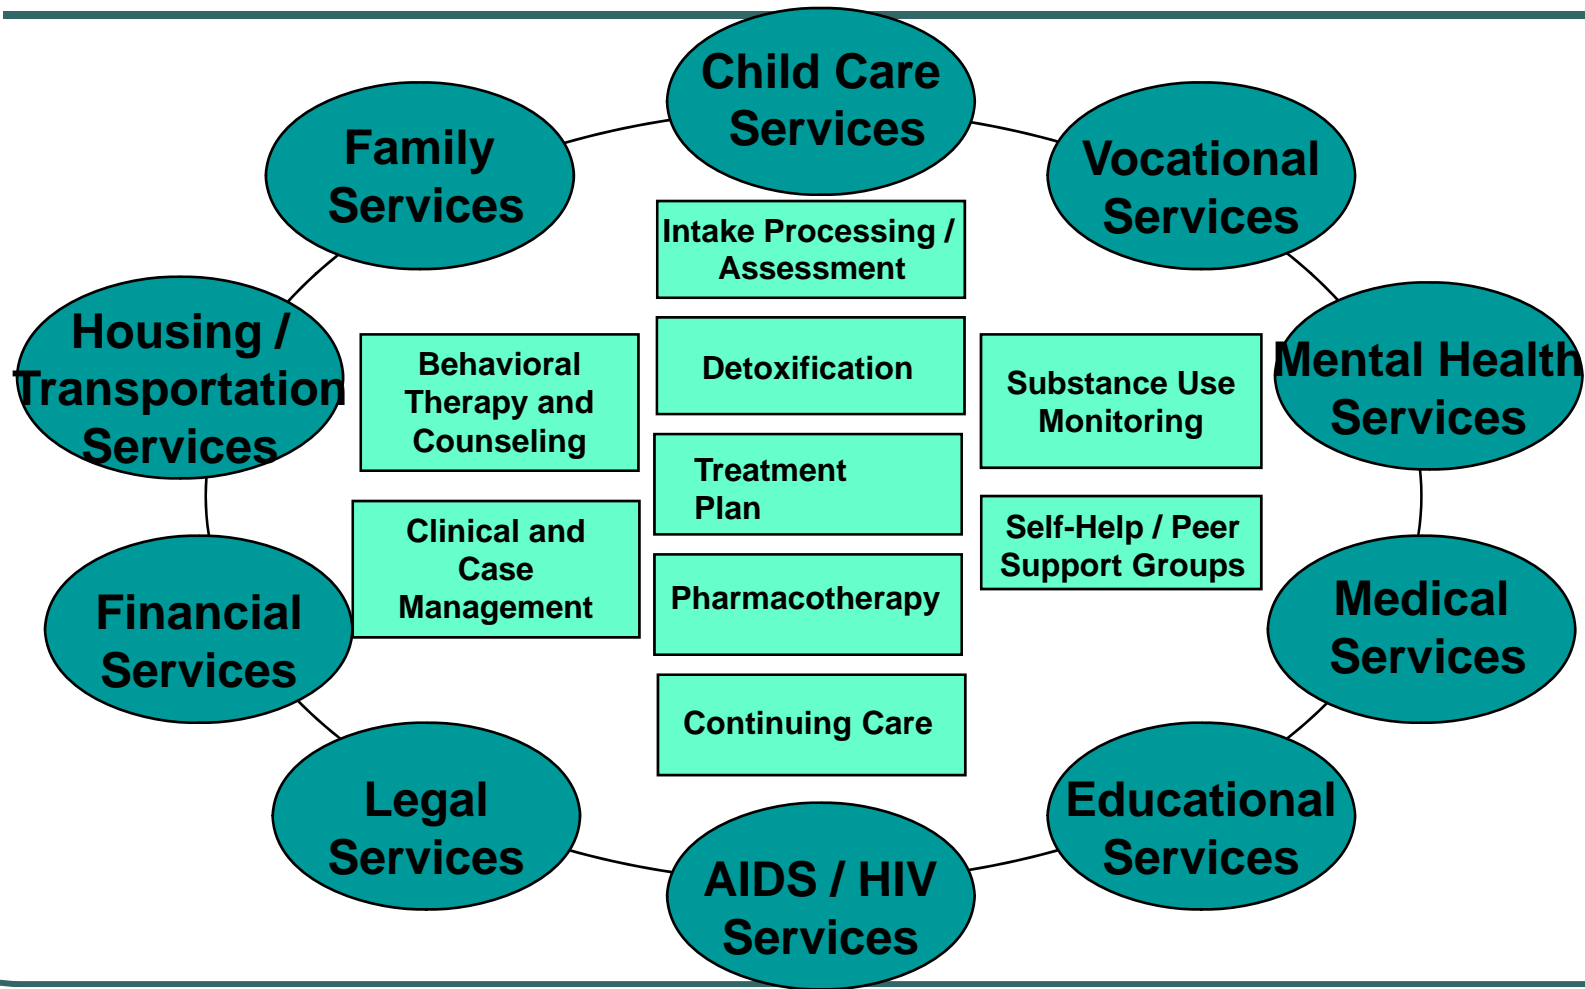 Child Care
Services
Family
Services
Vocational
Services
Intake Processing /
Assessment
Housing /
Transportation
Services
Behavioral
Therapy and
Counseling
Detoxification
Substance Use
Monitoring
Mental Health
Services
Treatment
Plan
Clinical and
Case
Management
Self-Help / Peer
Support Groups
Pharmacotherapy
Financial
Services
Medical
Services
Continuing Care
Legal
Services
Educational
Services
AIDS / HIV
Services